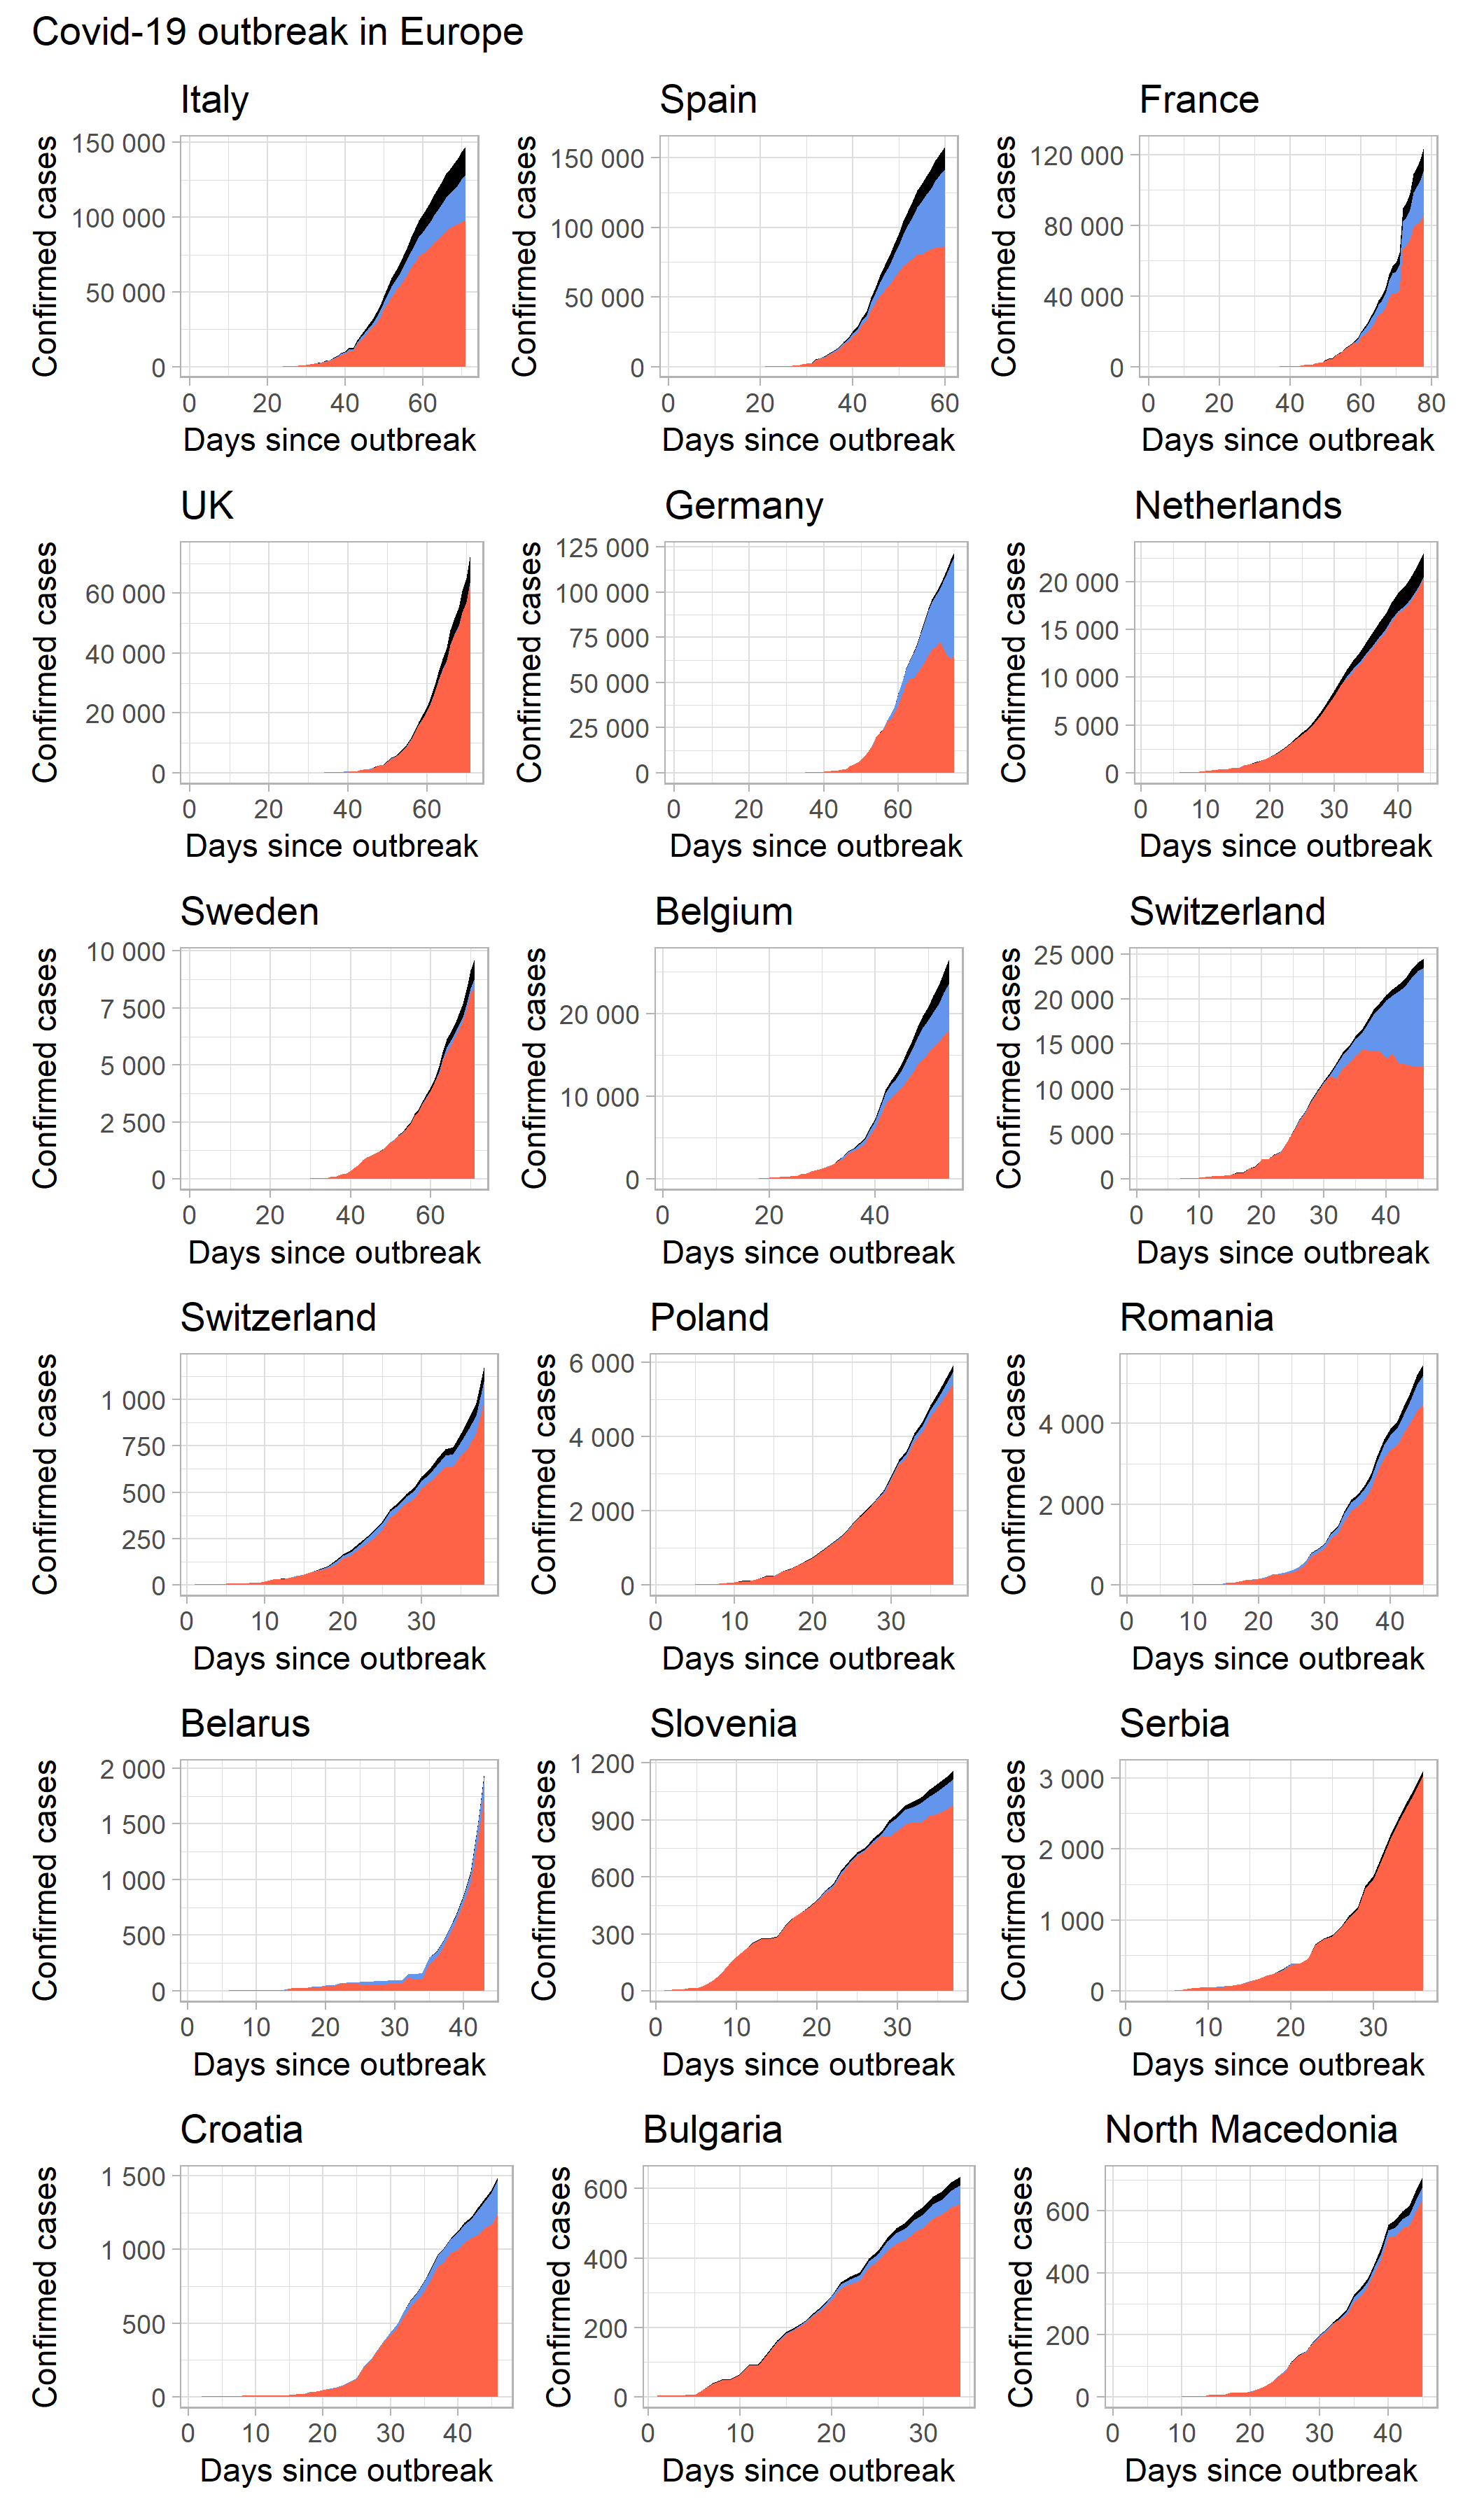 Covid-19 outbreak in Europe
Italy
Confirmed cases
150 000
100 000
50 000
0
0 20 40 60
Days since outbreak
Spain
Confirmed cases
150 000
100 000
50 000
0
0 20 40 60
Days since outbreak
France
Confirmed cases
120 000
80 000
40 000
0
0 20 40 60 80
Days since outbreak
UK
Confirmed cases
60 000
40 000
20 000
0
0 20 40 60
Days since outbreak
Germany
Confirmed cases
125 000
100 000
75 000
50 000
25 000
0
0 20 40 60
Days since outbreak
Netherlands
Confirmed cases
20 000
15 000
10 000
5 000
0
0 10 20 30 40
Days since outbreak
Sweden
Confirmed cases
10 000
7 500
5 000
2 500
0
0 20 40 60
Days since outbreak
Belgium
Confirmed cases
20 000
10 000
0
0 20 40
Days since outbreak
Switzerland
Confirmed cases
25 000
20 000
15 000
10 000
5 000
0
0 10 20 30 40
Days since outbreak
Switzerland
Confirmed cases
1 000
750
500
250
0
0 10 20 30
Days since outbreak
Poland
Confirmed cases
6 000
4 000
2 000
0
0 10 20 30
Days since outbreak
Romania
Confirmed cases
4 000
2 000
0
0 10 20 30 40
Days since outbreak
Belarus
Confirmed cases
2 000
1 500
1 000
500
0
0 10 20 30 40
Days since outbreak
Slovenia
Confirmed cases
1 200
900
600
300
0
0 10 20 30
Days since outbreak
Serbia
Confirmed cases
3 000
2 000
1 000
0
0 10 20 30
Days since outbreak
Croatia
Confirmed cases
1 500
1 000
500
0
0 10 20 30 40
Days since outbreak
Bulgaria
Confirmed cases
600
400
200
0
0 10 20 30
Days since outbreak
North Macedonia
Confirmed cases
600
400
200
0
0 10 20 30 40
Days since outbreak